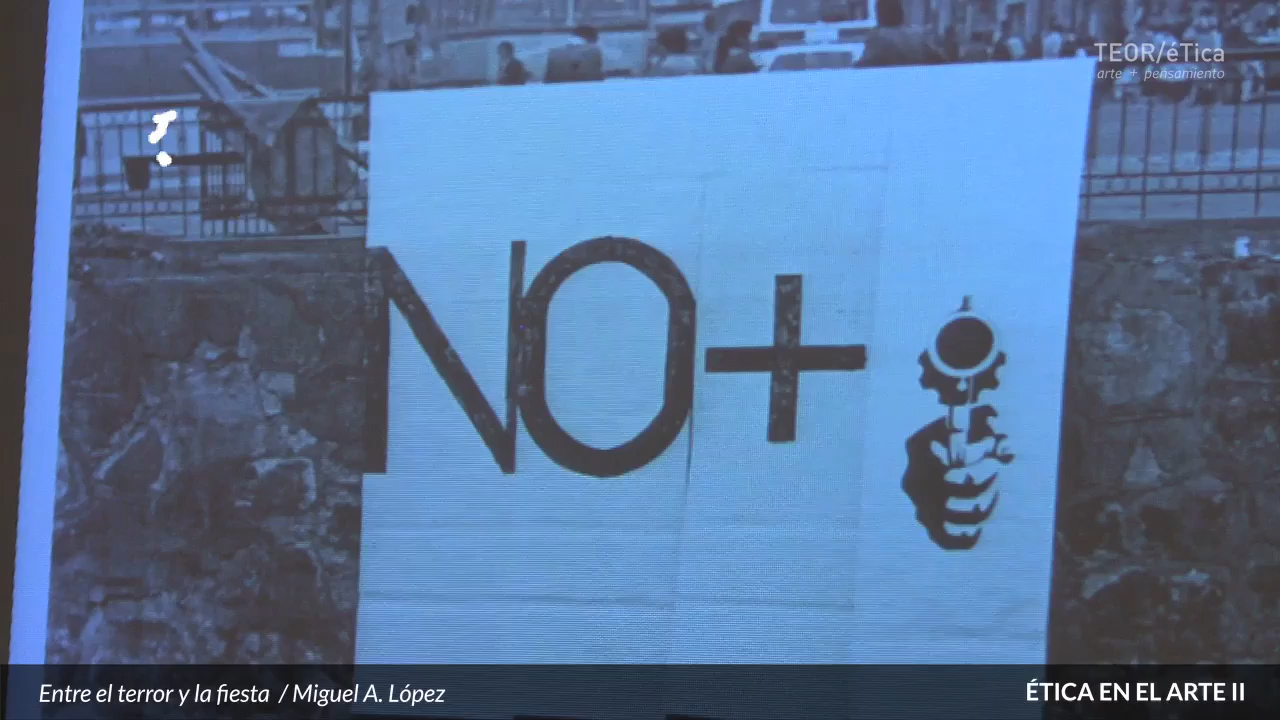 TEOR/éTica
arte + pensamiento
NO+
Entre el terror y la fiesta / Miguel A. López
ÉTICA EN EL ARTE II